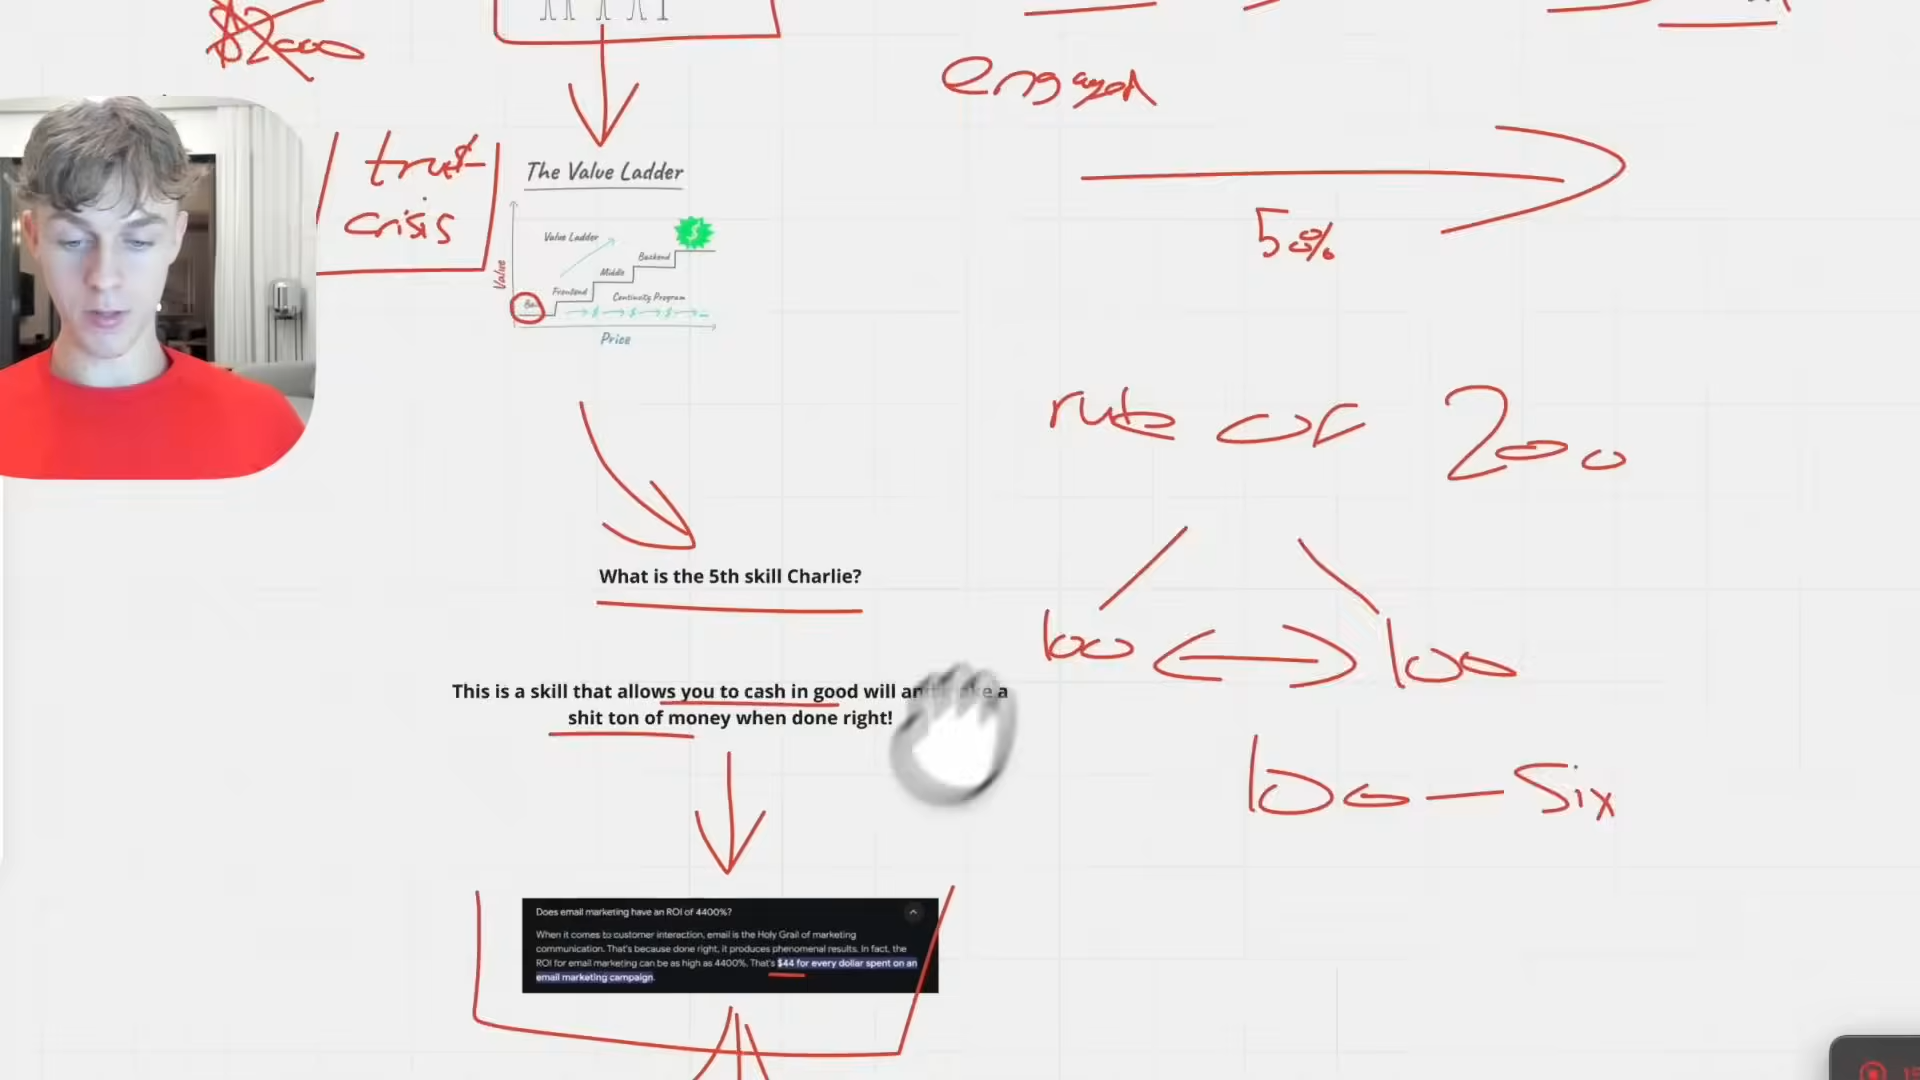 $2000
engaged
trust
crisis
The Value Ladder
Value Ladder
$
Backend
Middle
Frontend
Continuity Program
$ $ $
Value
Price
50%
rule of 200
What is the 5th skill Charlie?
100 100
This is a skill that allows you to cash in good will and make a
shit ton of money when done right!
100 - Six
Does email marketing have an ROI of 4400%?
When it comes to customer interaction, email is the Holy Grail of marketing
communication. That's because done right, it produces phenomenal results. In fact, the
ROI for email marketing can be as high as 4400%. That's $44 for every dollar spent on an
email marketing campaign.